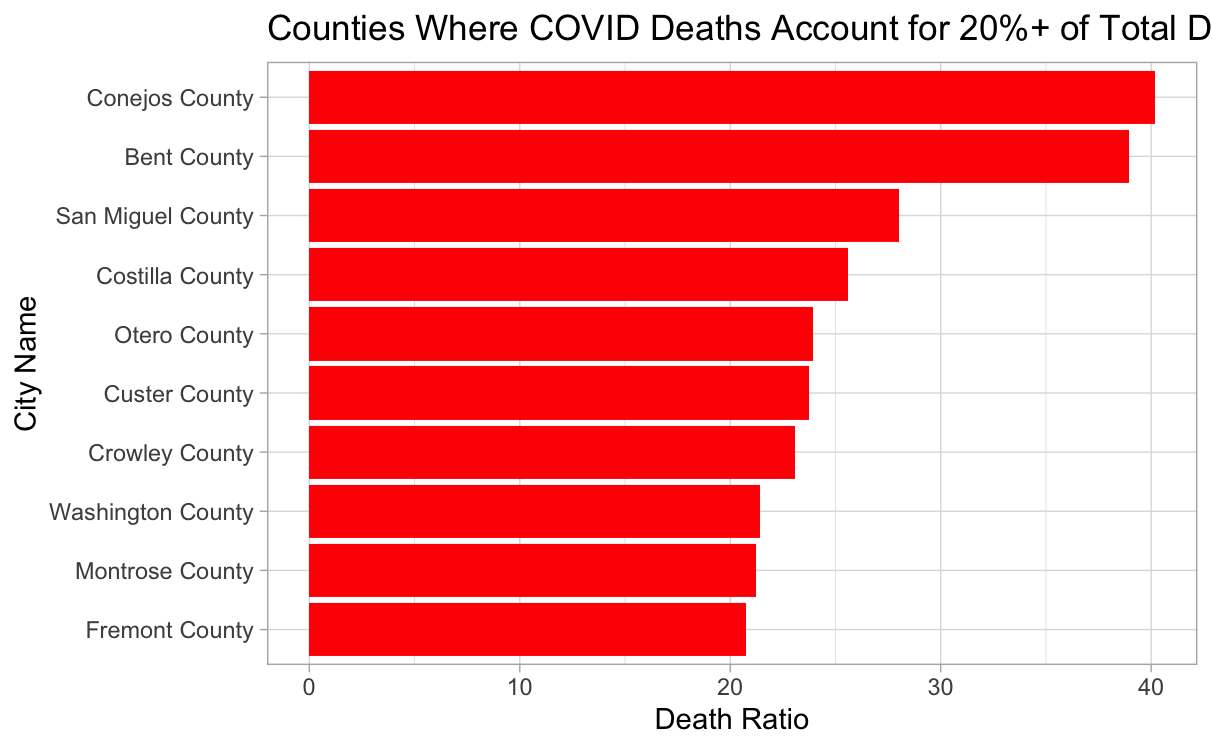 Counties Where COVID Deaths Account for 20%+ of Total D
Conejos County
Bent County
San Miguel County
Costilla County
Otero County
Custer County
Crowley County
Washington County
Montrose County
Fremont County
City Name
0 10 20 30 40
Death Ratio